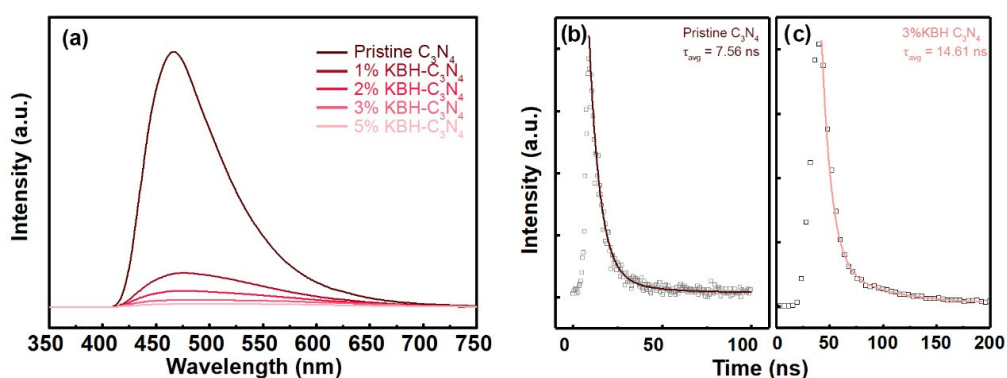 (a)
Pristine C₃N₄
1% KBH-C₃N₄
2% KBH-C₃N₄
3% KBH-C₃N₄
5% KBH-C₃N₄
Intensity (a.u.)
350 400 450 500 550 600 650 700 750
Wavelength (nm)
(b)
Pristine C₃N₄
τavg = 7.56 ns
Intensity (a.u.)
0 50 100
(c)
3%KBH C₃N₄
τavg = 14.61 ns
0 50 100 150 200
Time (ns)